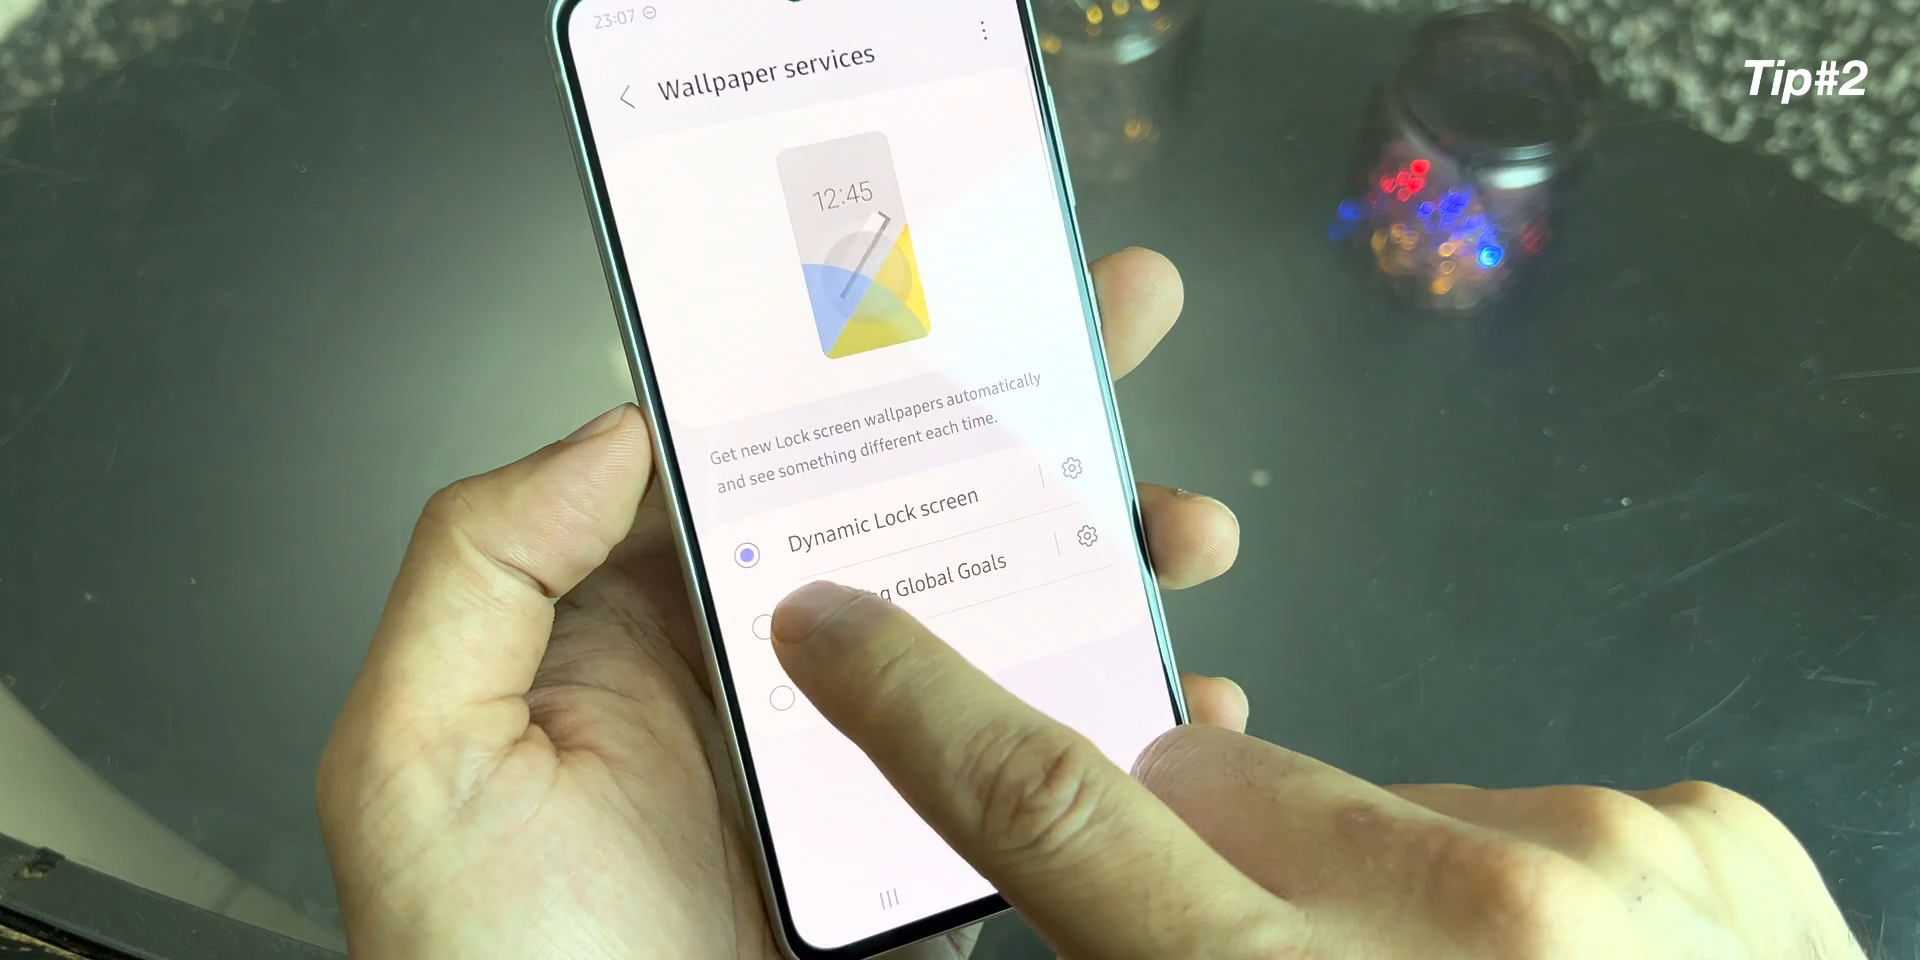 23:07
Tip#2
Wallpaper services
12:45
Get new Lock screen wallpapers automatically
and see something different each time.
Dynamic Lock screen
Global Goals